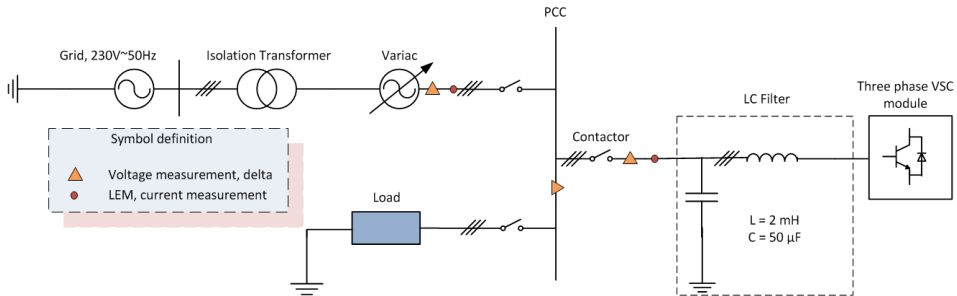 PCC
Grid, 230V~50Hz
Isolation Transformer
Variac
Three phase VSC
module
LC Filter
Contactor
Symbol definition
Voltage measurement, delta
LEM, current measurement
Load
L = 2 mH
C = 50 µF